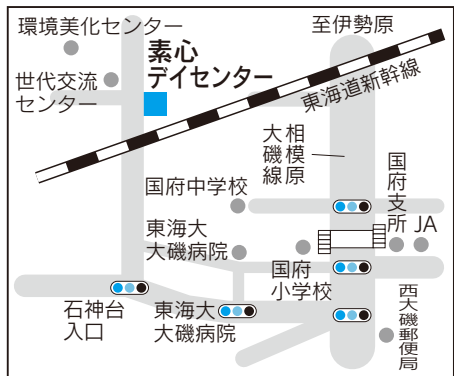 環境美化センター
至伊勢原
素心
デイセンター
世代交流
センター
東海道新幹線
相模原
大磯線
国府支所
JA
国府中学校
東海大
大磯病院
国府
小学校
石神台
入口
東海大
大磯病院
西大磯郵便局